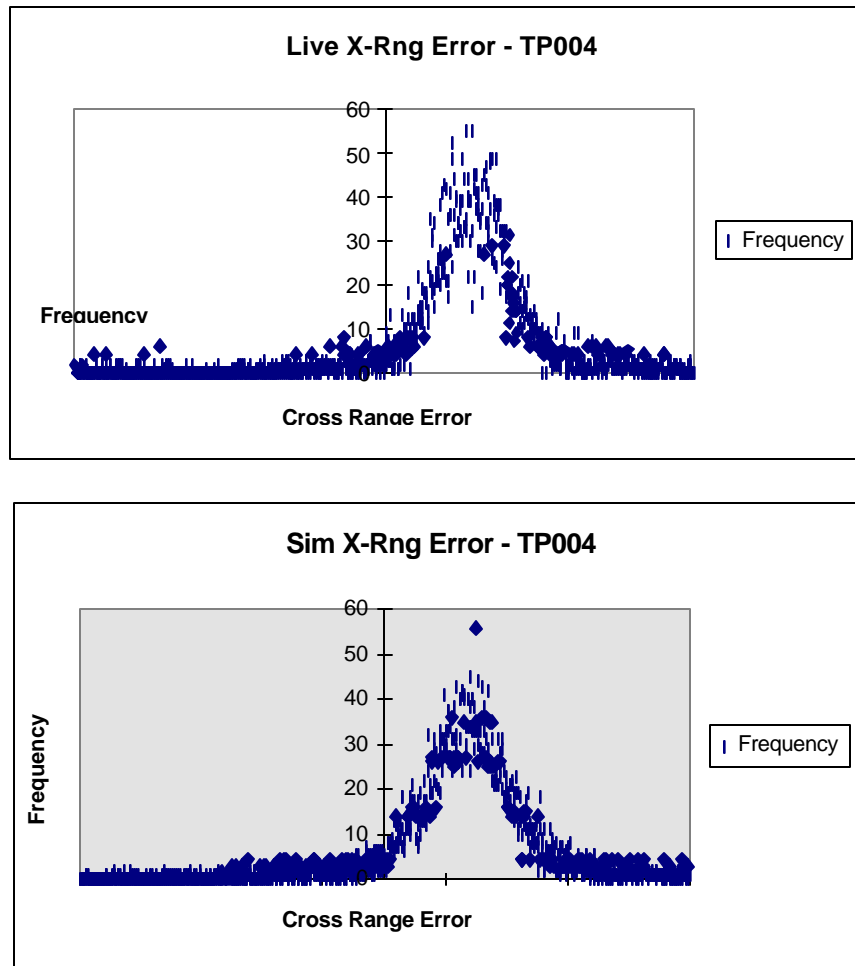 Live X-Rng Error - TP004
60
50
40
30
20
10
0
Frequency
Cross Range Error
Frequency
Sim X-Rng Error - TP004
60
50
40
30
20
10
0
Frequency
Cross Range Error
Frequency